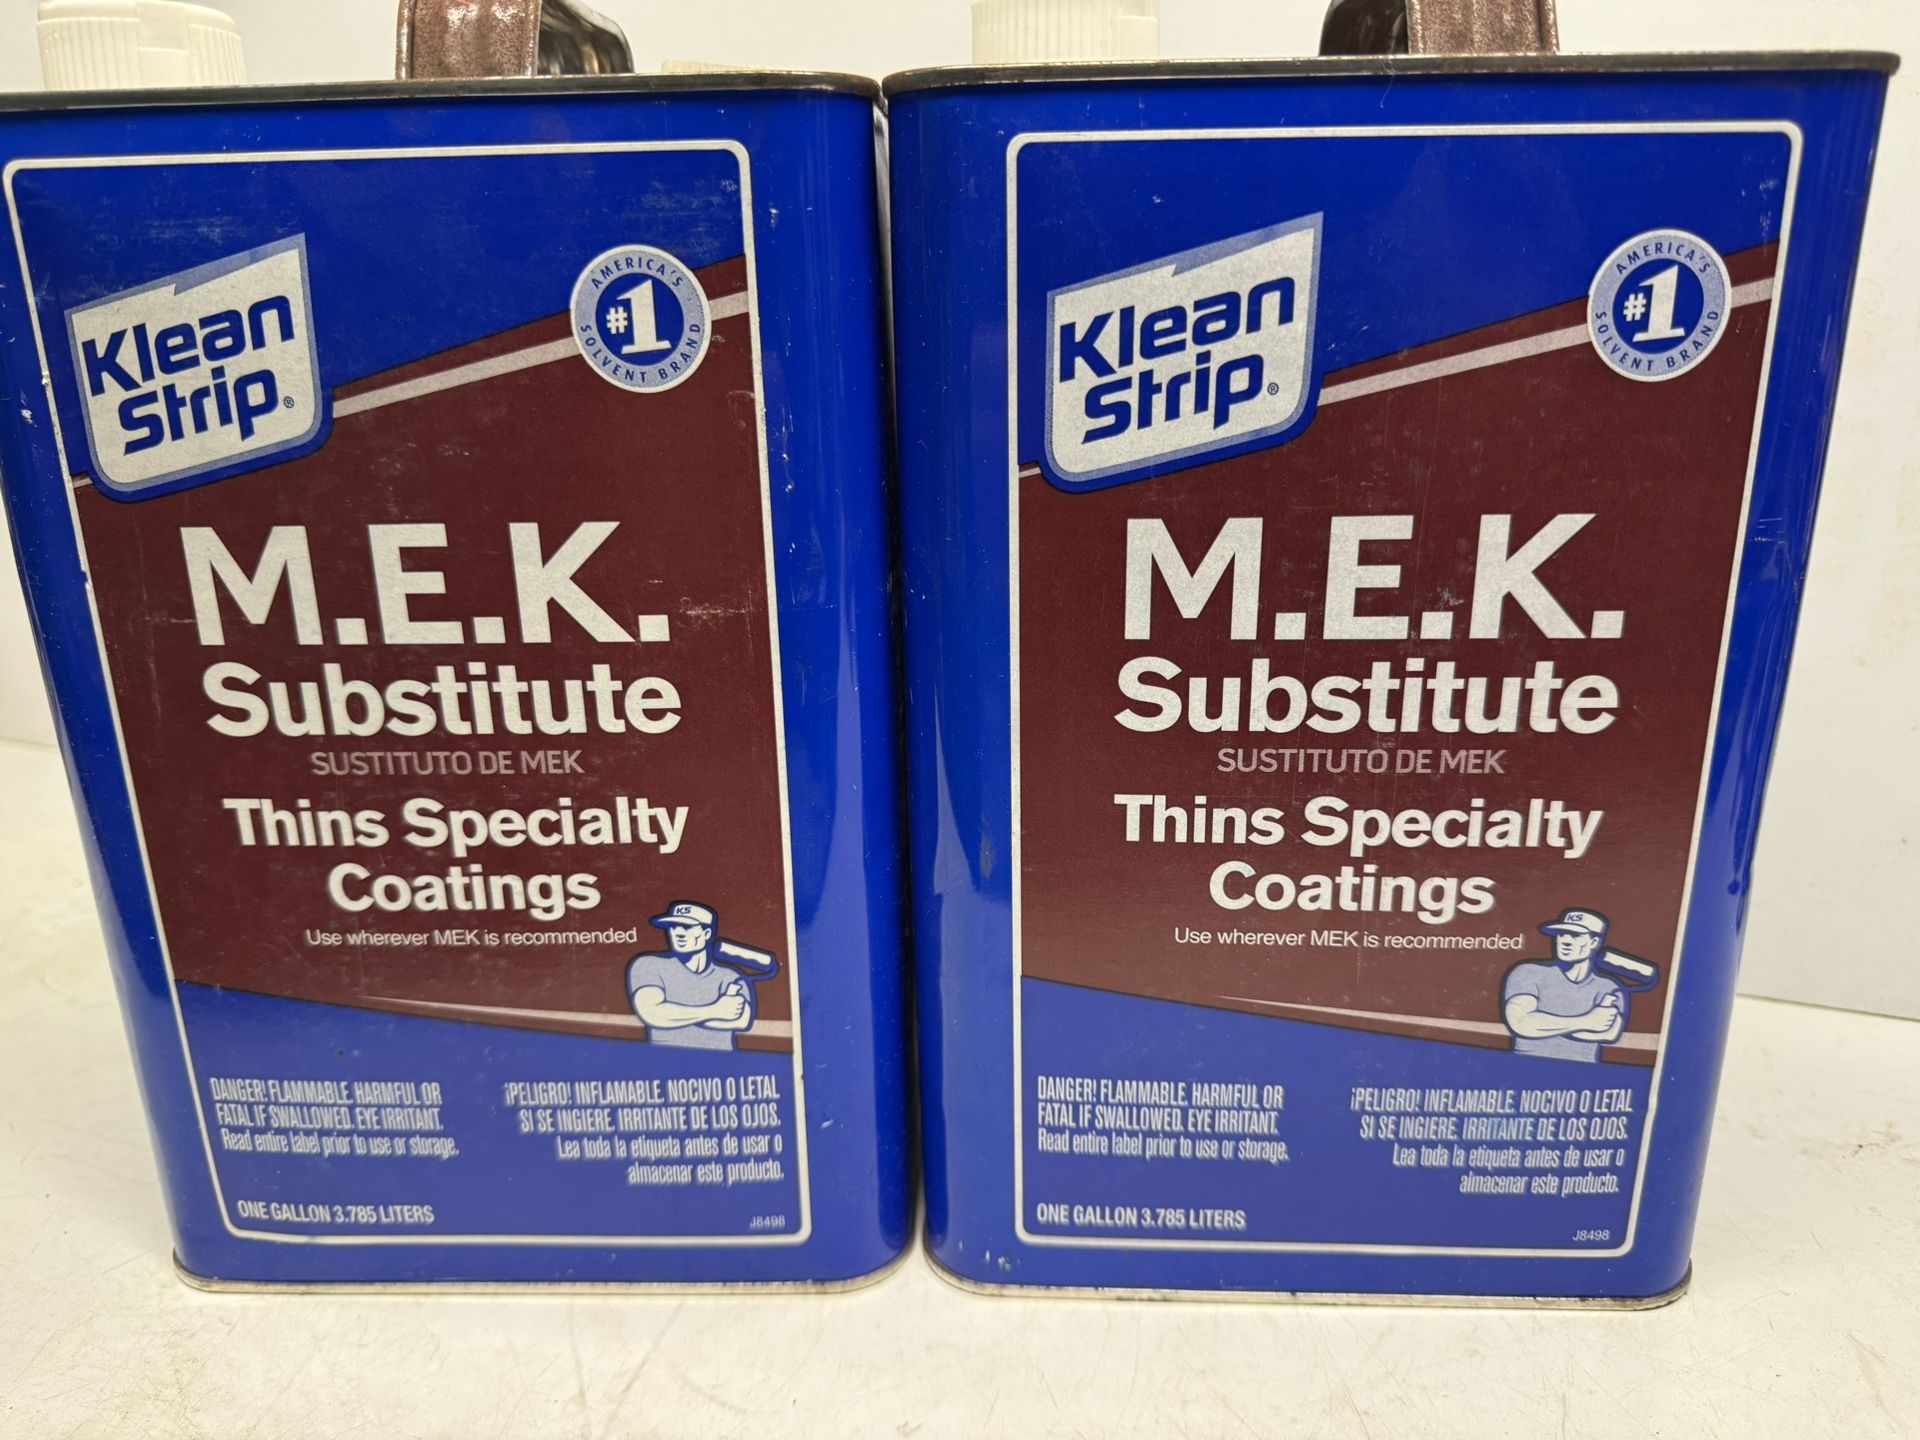 Klean
Strip®
AMERICA'S
#1
SOLVENT BRAND
M.E.K.
Substitute
SUSTITUTO DE MEK
Thins Specialty
Coatings
Use wherever MEK is recommended
KS
DANGER! FLAMMABLE. HARMFUL OR
FATAL IF SWALLOWED. EYE IRRITANT.
Read entire label prior to use or storage.
¡PELIGRO! INFLAMABLE. NOCIVO O LETAL
SI SE INGIERE. IRRITANTE DE LOS OJOS.
Lea toda la etiqueta antes de usar o
almacenar este producto.
ONE GALLON 3.785 LITERS
J8498
Klean
Strip®
AMERICA'S
#1
SOLVENT BRAND
M.E.K.
Substitute
SUSTITUTO DE MEK
Thins Specialty
Coatings
Use wherever MEK is recommended
KS
DANGER! FLAMMABLE. HARMFUL OR
FATAL IF SWALLOWED. EYE IRRITANT.
Read entire label prior to use or storage.
¡PELIGRO! INFLAMABLE. NOCIVO O LETAL
SI SE INGIERE. IRRITANTE DE LOS OJOS.
Lea toda la etiqueta antes de usar o
almacenar este producto.
ONE GALLON 3.785 LITERS
J8498